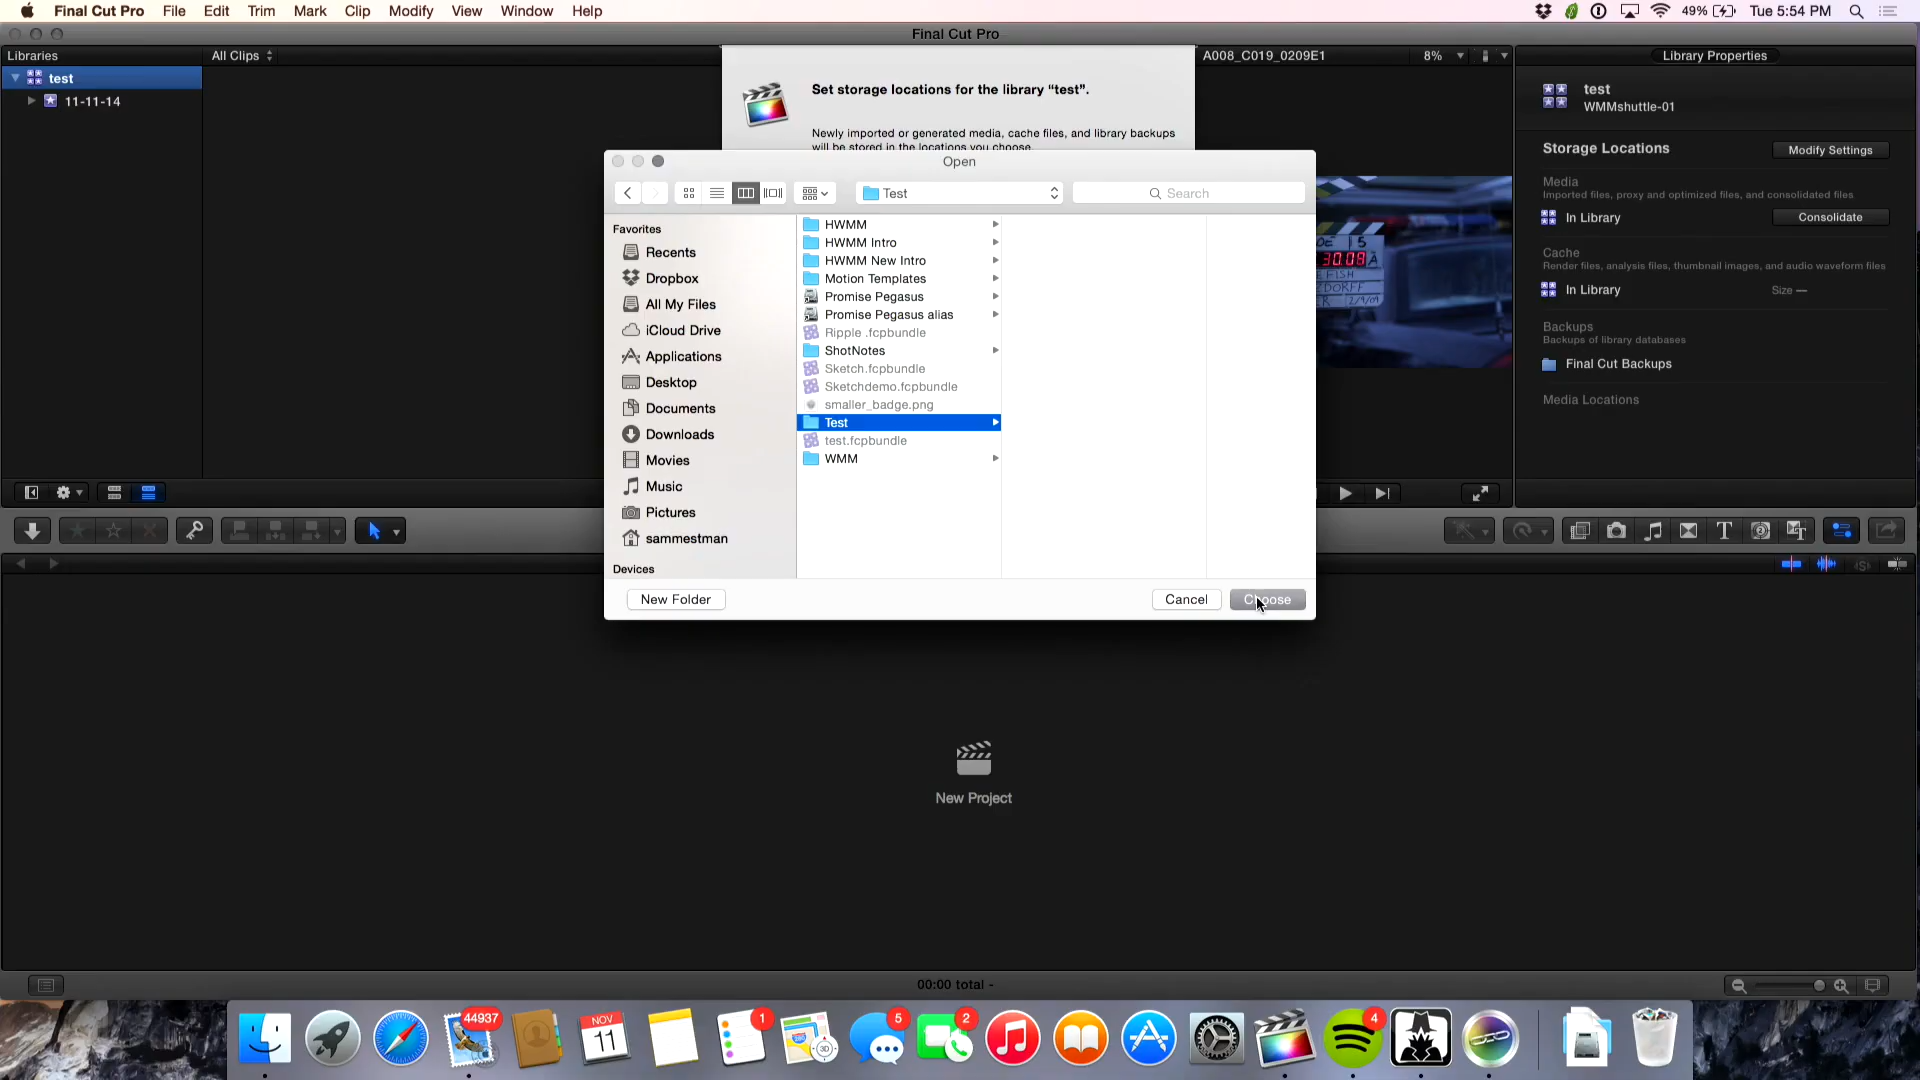 Final Cut Pro File Edit Trim Mark Clip Modify View Window Help 49% Tue 5:54 PM
Final Cut Pro
Libraries
All Clips
A008_C019_0209E1
8%
Library Properties
test
11-11-14
Set storage locations for the library “test”.
Newly imported or generated media, cache files, and library backups
will be stored in the locations you choose.
Open
Test
Search
Favorites
Recents
Dropbox
All My Files
iCloud Drive
Applications
Desktop
Documents
Downloads
Movies
Music
Pictures
sammestman
Devices
HWMM
HWMM Intro
HWMM New Intro
Motion Templates
Promise Pegasus
Promise Pegasus alias
Ripple .fcpbundle
ShotNotes
Sketch.fcpbundle
Sketchdemo.fcpbundle
smaller_badge.png
Test
test.fcpbundle
WMM
New Folder
Cancel
Choose
test
WMMshuttle-01
Storage Locations
Modify Settings
Media
Imported files, proxy and optimized files, and consolidated files
In Library
Consolidate
Cache
Render files, analysis files, thumbnail images, and audio waveform files
In Library
Size —
Backups
Backups of library databases
Final Cut Backups
Media Locations
New Project
00:00 total -
44937
NOV
11
1
3D
5
2
4